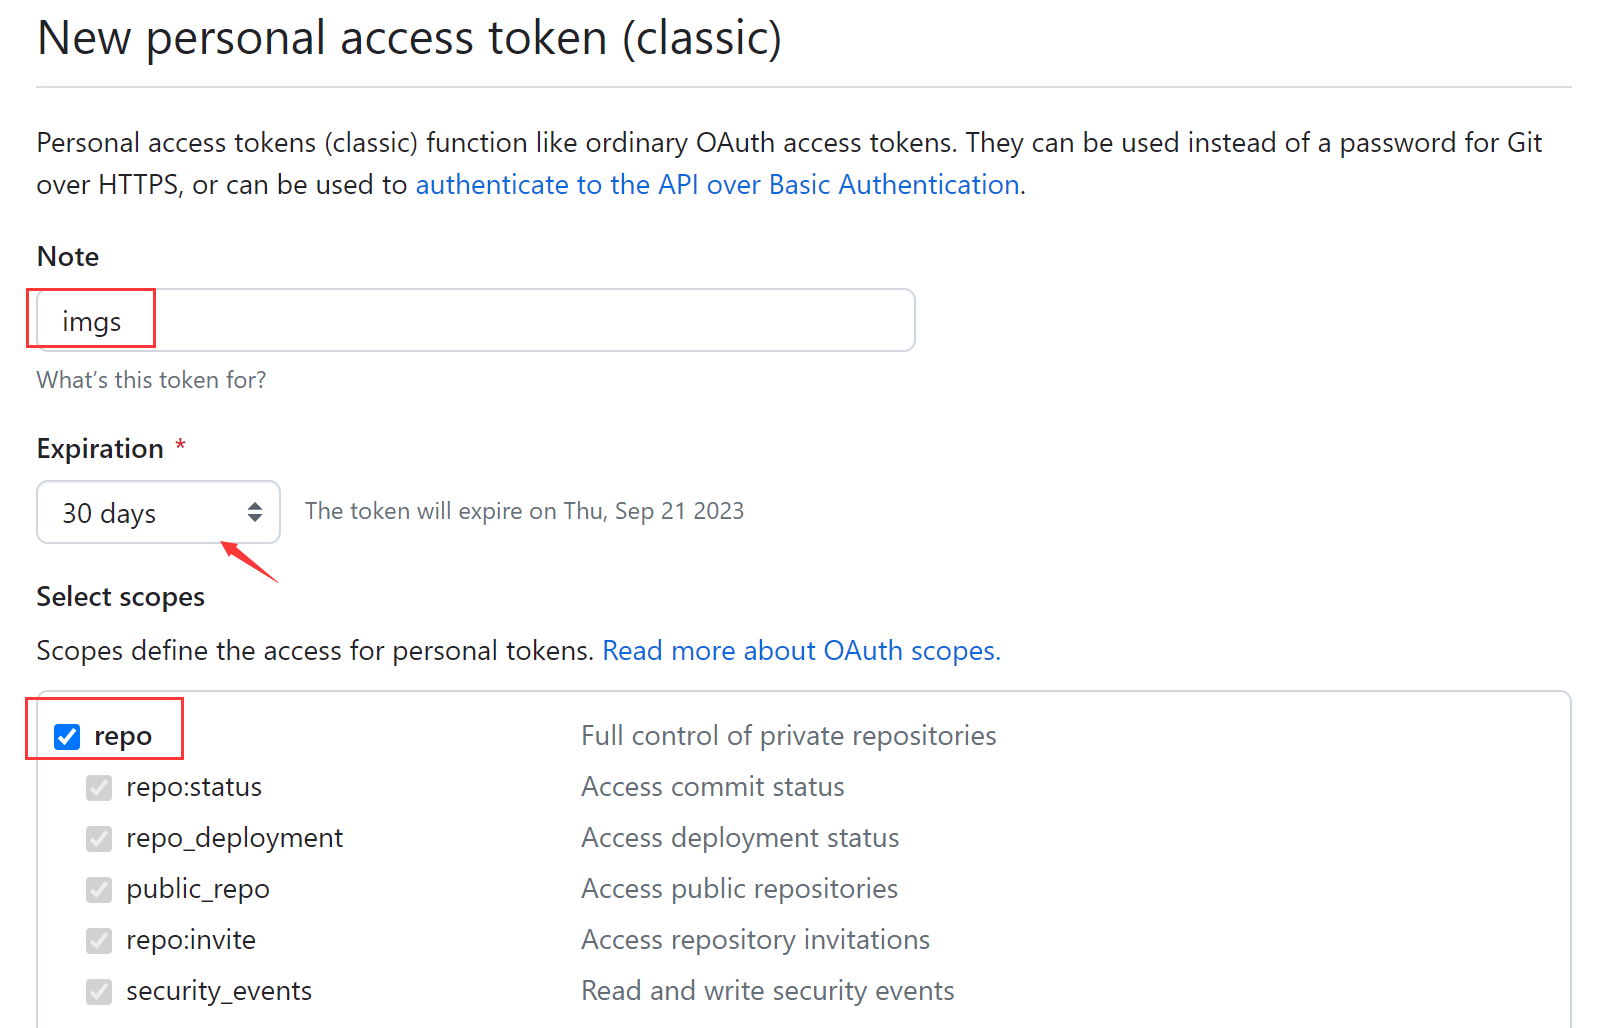 New personal access token (classic)
Personal access tokens (classic) function like ordinary OAuth access tokens. They can be used instead of a password for Git
over HTTPS, or can be used to authenticate to the API over Basic Authentication.
Note
imgs
What's this token for?
Expiration *
30 days The token will expire on Thu, Sep 21 2023
Select scopes
Scopes define the access for personal tokens. Read more about OAuth scopes.
repo Full control of private repositories
repo:status Access commit status
repo_deployment Access deployment status
public_repo Access public repositories
repo:invite Access repository invitations
security_events Read and write security events